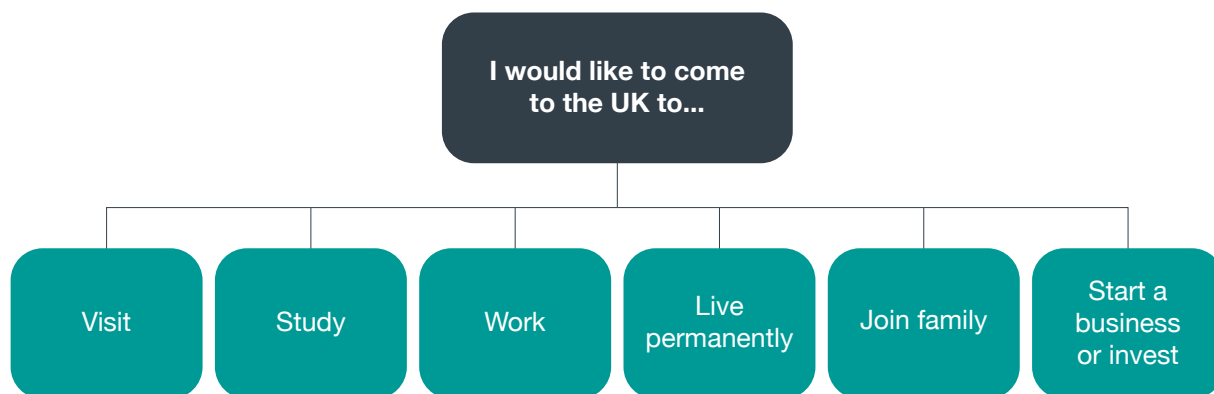 I would like to come
to the UK to...
Visit
Study
Work
Live
permanently
Join family
Start a
business
or invest